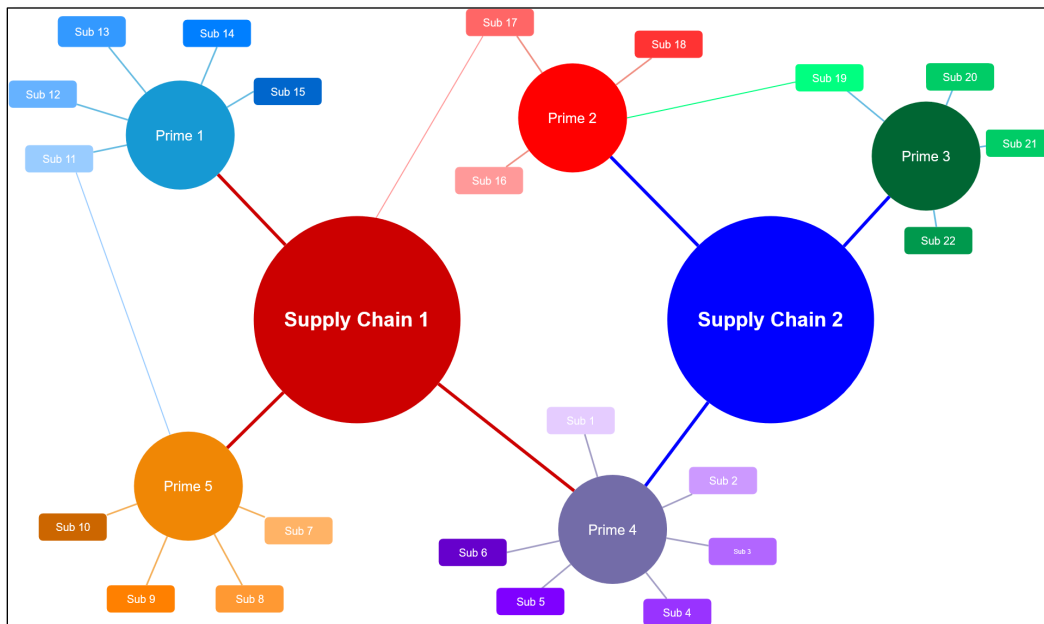 Sub 17
Sub 13
Sub 14
Sub 18
Sub 20
Sub 19
Sub 12
Sub 15
Prime 2
Prime 1
Sub 21
Sub 11
Prime 3
Sub 16
Sub 22
Supply Chain 1
Supply Chain 2
Sub 1
Sub 2
Prime 5
Sub 10
Sub 7
Prime 4
Sub 6
Sub 3
Sub 9
Sub 8
Sub 5
Sub 4